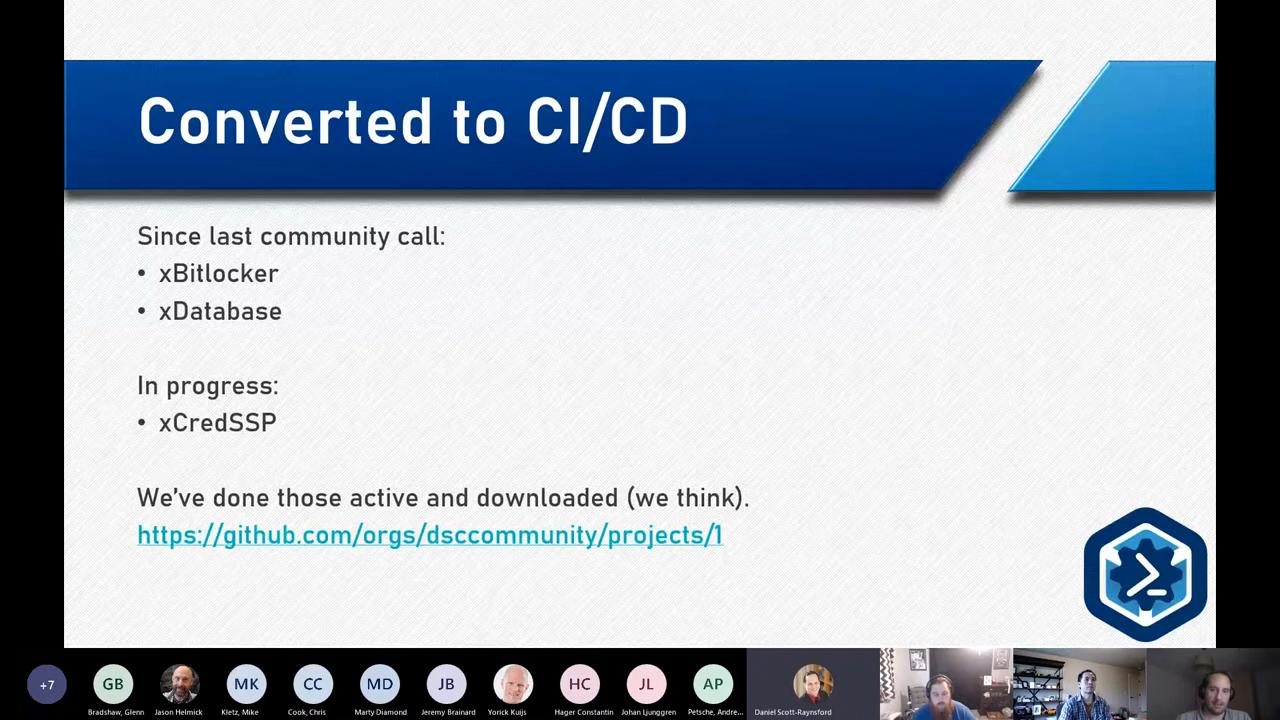 Converted to CI/CD
Since last community call:
• xBitlocker
• xDatabase
In progress:
• xCredSSP
We've done those active and downloaded (we think).
https://github.com/orgs/dsccommunity/projects/1
+7
GB
MK
CC
MD
JB
HC
JL
AP
Bradshaw, Glenn
Jason Helmick
Kletz, Mike
Cook, Chris
Marty Diamond
Jeremy Brainard
Yorick Kuijs
Hager Constantin
Johan Ljunggren
Petsche, Andre...
Daniel Scott-Raynsford